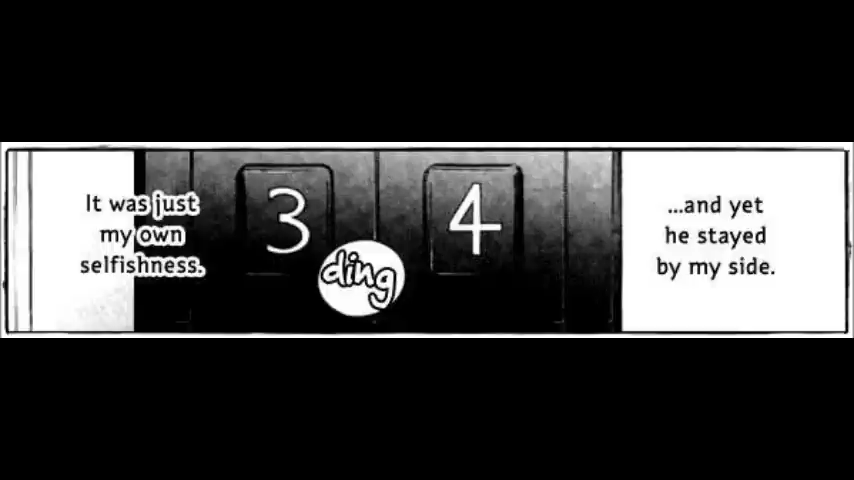 It was just
my own
selfishness.
3
4
ding
...and yet
he stayed
by my side.